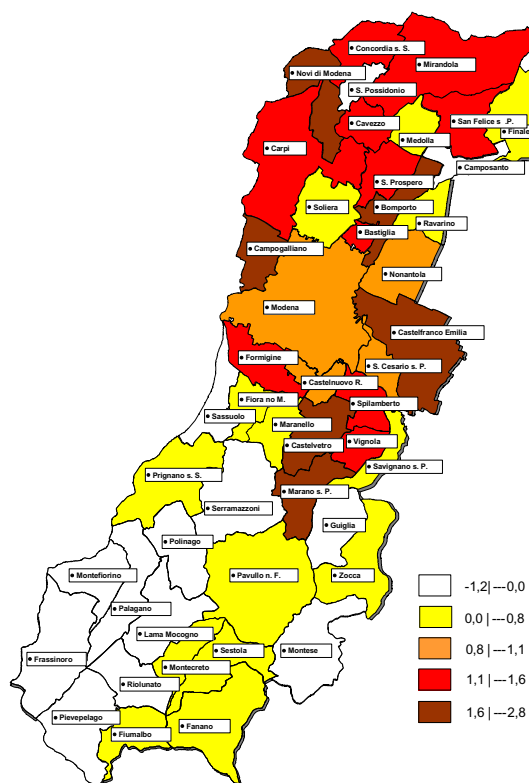 Concordia s. S.
Mirandola
Novi di Modena
S. Possidonio
Cavezzo
San Felice s .P.
Finale
Medolla
Carpi
Camposanto
S. Prospero
Soliera
Bomporto
Ravarino
Bastiglia
Campogalliano
Nonantola
Modena
Castelfranco Emilia
Formigine
S. Cesario s. P.
Castelnuovo R.
Fiora no M.
Spilamberto
Sassuolo
Maranello
Vignola
Castelvetro
Savignano s. P.
Prignano s. S.
Marano s. P.
Serramazzoni
Guiglia
Polinago
Montefiorino
Pavullo n. F.
Zocca
Palagano
Lama Mocogno
Sestola
Montese
Frassinoro
Montecreto
Riolunato
Pievepelago
Fanano
Fiumalbo
-1,2|---0,0
0,0 |---0,8
0,8 |---1,1
1,1 |---1,6
1,6 |---2,8